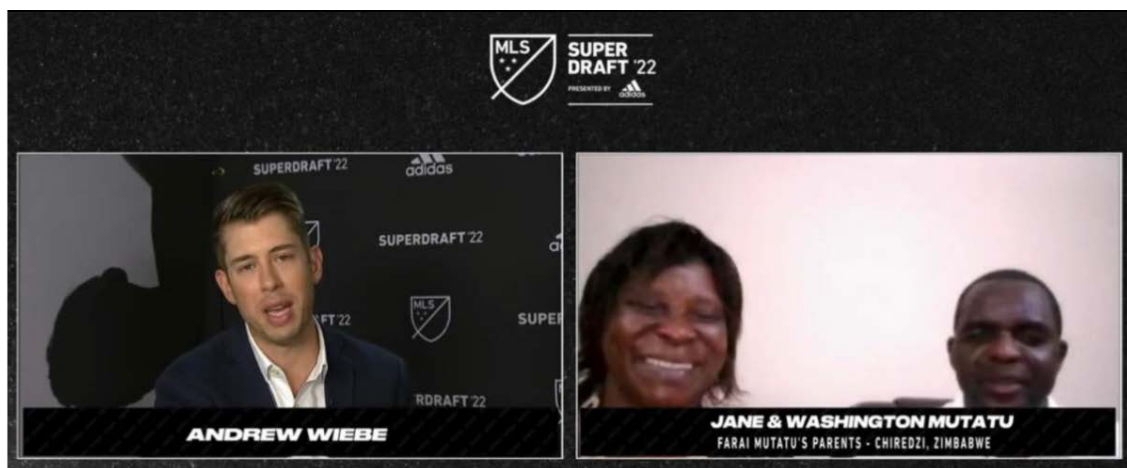 MLS
SUPER
DRAFT '22
PRESENTED BY adidas
SUPERDRAFT'22
adidas
SUPERDRAFT'22
MLS
FT'22
SUPE
RDRAFT'22
ANDREW WIEBE
JANE & WASHINGTON MUTATU
FARAI MUTATU'S PARENTS - CHIREDZI, ZIMBABWE